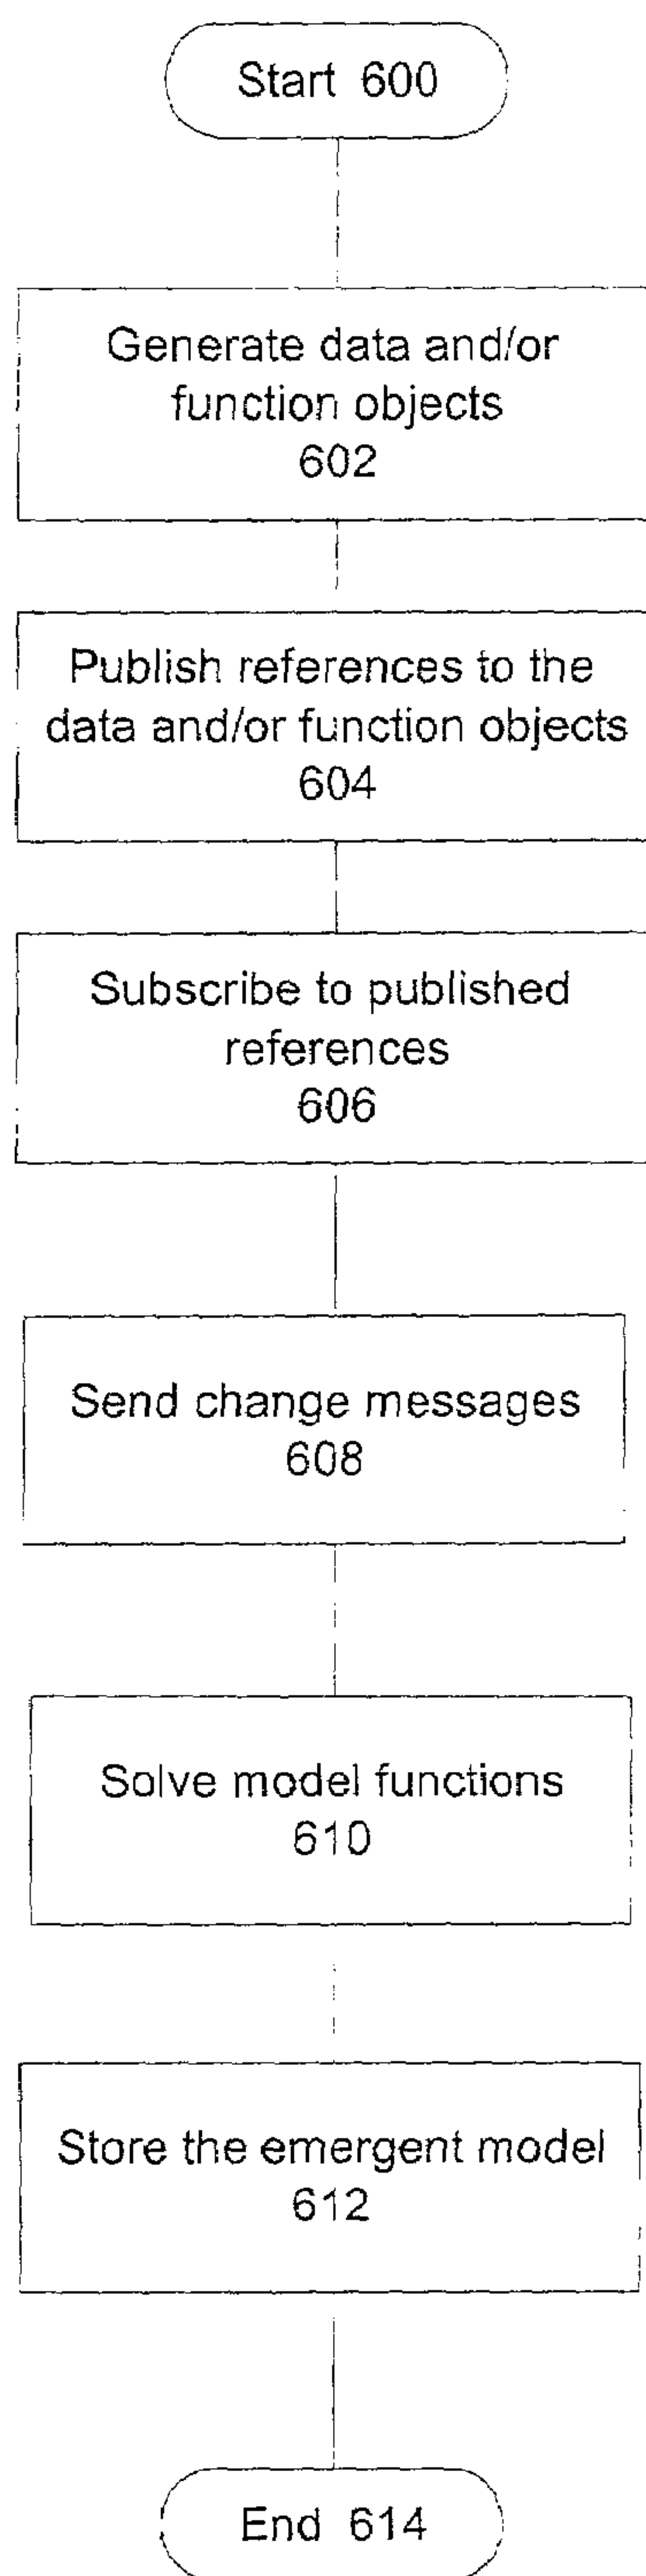 Start 600
Generate data and/or
function objects
602
Publish references to the
data and/or function objects
604
Subscribe to published
references
606
Send change messages
608
Solve model functions
610
Store the emergent model
612
End 614